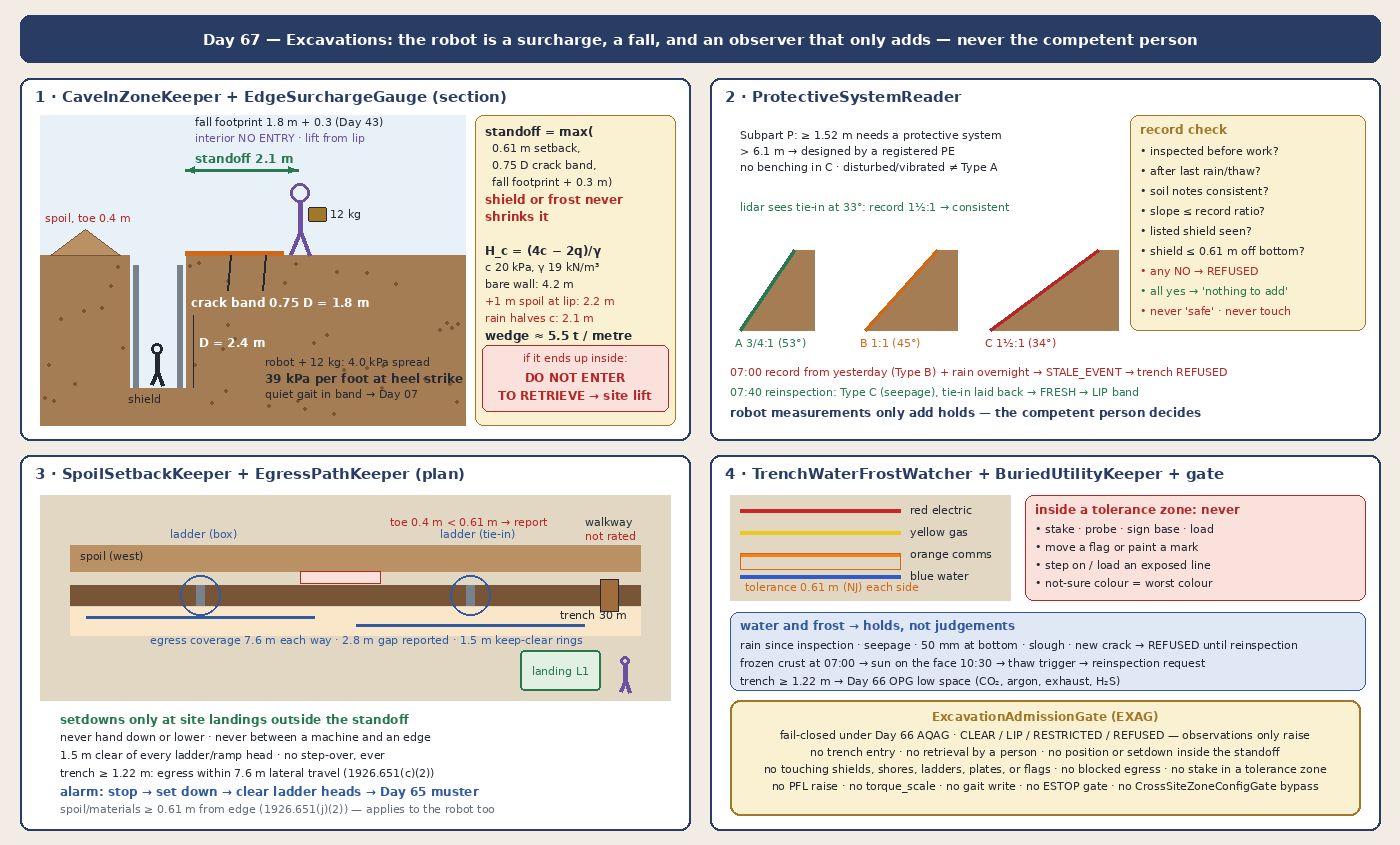 Day 67 — Excavations: the robot is a surcharge, a fall, and an observer that only adds — never the competent person
1 · CaveInZoneKeeper + EdgeSurchargeGauge (section)
fall footprint 1.8 m + 0.3 (Day 43)
interior NO ENTRY · lift from lip
standoff 2.1 m
spoil, toe 0.4 m
12 kg
crack band 0.75 D = 1.8 m
D = 2.4 m
robot + 12 kg: 4.0 kPa spread
39 kPa per foot at heel strike
quiet gait in band → Day 07
shield
standoff = max(
0.61 m setback,
0.75 D crack band,
fall footprint + 0.3 m)
shield or frost never
shrinks it
H_c = (4c − 2q)/γ
c 20 kPa, γ 19 kN/m³
bare wall: 4.2 m
+1 m spoil at lip: 2.2 m
rain halves c: 2.1 m
wedge ≈ 5.5 t / metre
if it ends up inside:
DO NOT ENTER
TO RETRIEVE → site lift
2 · ProtectiveSystemReader
Subpart P: ≥ 1.52 m needs a protective system
> 6.1 m → designed by a registered PE
no benching in C · disturbed/vibrated ≠ Type A
lidar sees tie-in at 33°: record 1½:1 → consistent
A 3/4:1 (53°)
B 1:1 (45°)
C 1½:1 (34°)
record check
• inspected before work?
• after last rain/thaw?
• soil notes consistent?
• slope ≤ record ratio?
• listed shield seen?
• shield ≤ 0.61 m off bottom?
• any NO → REFUSED
• all yes → 'nothing to add'
• never 'safe' · never touch
07:00 record from yesterday (Type B) + rain overnight → STALE_EVENT → trench REFUSED
07:40 reinspection: Type C (seepage), tie-in laid back → FRESH → LIP band
robot measurements only add holds — the competent person decides
3 · SpoilSetbackKeeper + EgressPathKeeper (plan)
toe 0.4 m < 0.61 m → report
walkway
not rated
ladder (box)
ladder (tie-in)
spoil (west)
trench 30 m
egress coverage 7.6 m each way · 2.8 m gap reported · 1.5 m keep-clear rings
landing L1
setdowns only at site landings outside the standoff
never hand down or lower · never between a machine and an edge
1.5 m clear of every ladder/ramp head · no step-over, ever
trench ≥ 1.22 m: egress within 7.6 m lateral travel (1926.651(c)(2))
alarm: stop → set down → clear ladder heads → Day 65 muster
spoil/materials ≥ 0.61 m from edge (1926.651(j)(2)) — applies to the robot too
4 · TrenchWaterFrostWatcher + BuriedUtilityKeeper + gate
red electric
yellow gas
orange comms
blue water
tolerance 0.61 m (NJ) each side
inside a tolerance zone: never
• stake · probe · sign base · load
• move a flag or paint a mark
• step on / load an exposed line
• not-sure colour = worst colour
water and frost → holds, not judgements
rain since inspection · seepage · 50 mm at bottom · slough · new crack → REFUSED until reinspection
frozen crust at 07:00 → sun on the face 10:30 → thaw trigger → reinspection request
trench ≥ 1.22 m → Day 66 OPG low space (CO₂, argon, exhaust, H₂S)
ExcavationAdmissionGate (EXAG)
fail-closed under Day 66 AQAG · CLEAR / LIP / RESTRICTED / REFUSED — observations only raise
no trench entry · no retrieval by a person · no position or setdown inside the standoff
no touching shields, shores, ladders, plates, or flags · no blocked egress · no stake in a tolerance zone
no PFL raise · no torque_scale · no gait write · no ESTOP gate · no CrossSiteZoneConfigGate bypass